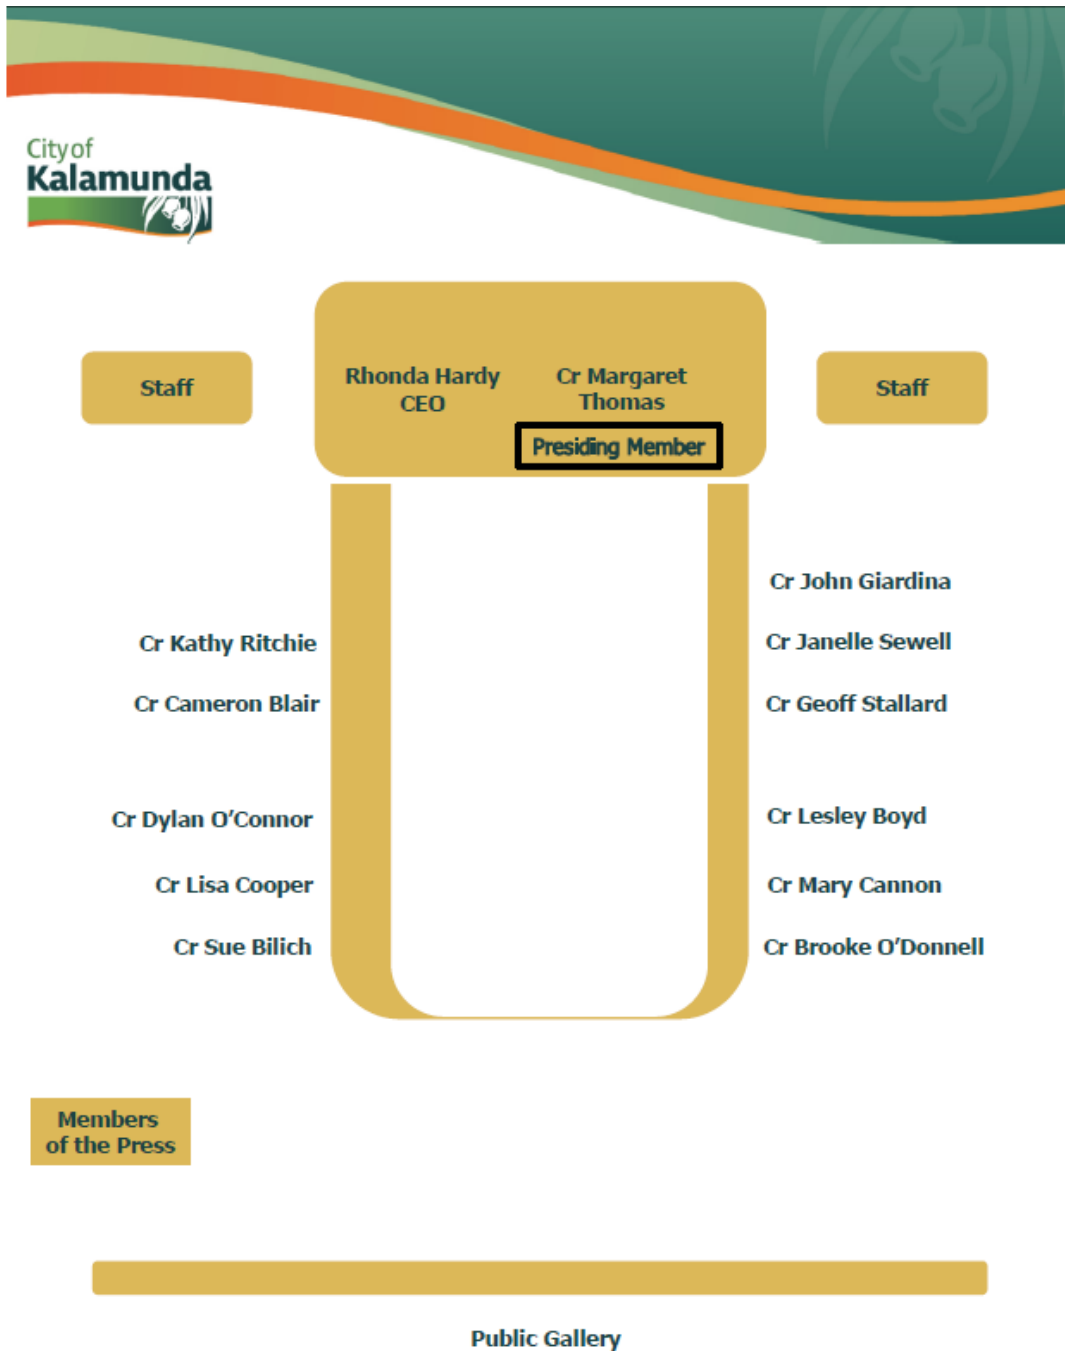 City of
Kalamunda
Staff
Rhonda Hardy
CEO
Cr Margaret
Thomas
Presiding Member
Staff
Cr John Giardina
Cr Kathy Ritchie
Cr Janelle Sewell
Cr Cameron Blair
Cr Geoff Stallard
Cr Dylan O’Connor
Cr Lesley Boyd
Cr Lisa Cooper
Cr Mary Cannon
Cr Sue Bilich
Cr Brooke O’Donnell
Members
of the Press
Public Gallery